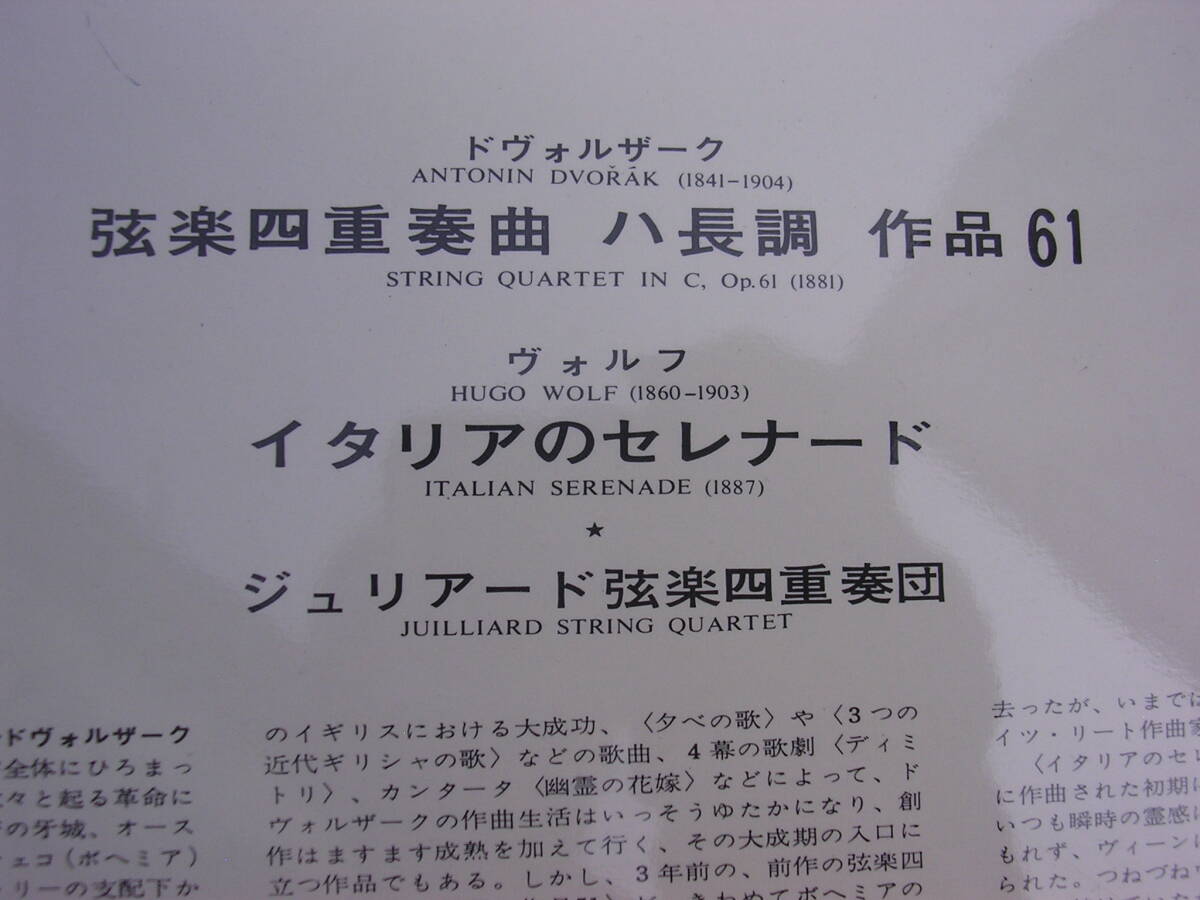 ドヴォルザーク
ANTONIN DVOŘÁK (1841–1904)
弦楽四重奏曲 ハ長調 作品61
STRING QUARTET IN C, Op.61 (1881)
ヴォルフ
HUGO WOLF (1860–1903)
イタリアのセレナード
ITALIAN SERENADE (1887)
★
ジュリアード弦楽四重奏団
JUILLIARD STRING QUARTET
ドヴォルザーク
全体にひろまっ
々と起る革命に
の牙城、オース
チェコ(ボヘミア)
リーの支配下か
のイギリスにおける大成功、〈夕べの歌〉や〈3つの
近代ギリシャの歌〉などの歌曲、4幕の歌劇〈ディミ
トリ〉、カンタータ〈幽霊の花嫁〉などによって、ド
ヴォルザークの作曲生活はいっそうゆたかになり、創
作はますます成熟を加えて行く、その大成期の入口に
立つ作品でもある。しかし、3年前の、前作の弦楽四
きわめてボヘミアの
去ったが、いまでは
イツ・リート作曲家
〈イタリアのセレ
に作曲された初期に
いつも瞬時の霊感に
もれず、ヴィーンに
られた。つねづね